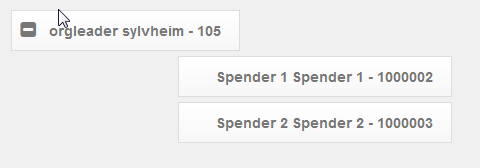 orgleader sylvheim - 105
Spender 1 Spender 1 - 1000002
Spender 2 Spender 2 - 1000003